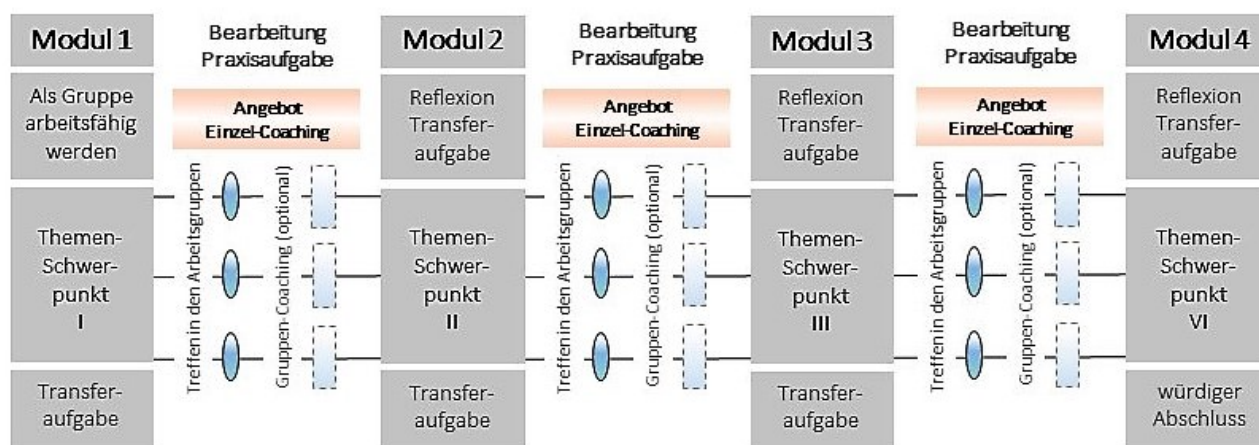 Modul 1
Als Gruppe
arbeitsfähig
werden
Themen-
Schwer-
punkt
I
Transfer-
aufgabe
Bearbeitung
Praxisaufgabe
Angebot
Einzel-Coaching
Treffen in den Arbeitsgruppen
Gruppen-Coaching (optional)
Modul 2
Reflexion
Transfer-
aufgabe
Themen-
Schwer-
punkt
II
Transfer-
aufgabe
Bearbeitung
Praxisaufgabe
Angebot
Einzel-Coaching
Treffen in den Arbeitsgruppen
Gruppen-Coaching (optional)
Modul 3
Reflexion
Transfer-
aufgabe
Themen-
Schwer-
punkt
III
Transfer-
aufgabe
Bearbeitung
Praxisaufgabe
Angebot
Einzel-Coaching
Treffen in den Arbeitsgruppen
Gruppen-Coaching (optional)
Modul 4
Reflexion
Transfer-
aufgabe
Themen-
Schwer-
punkt
VI
würdiger
Abschluss